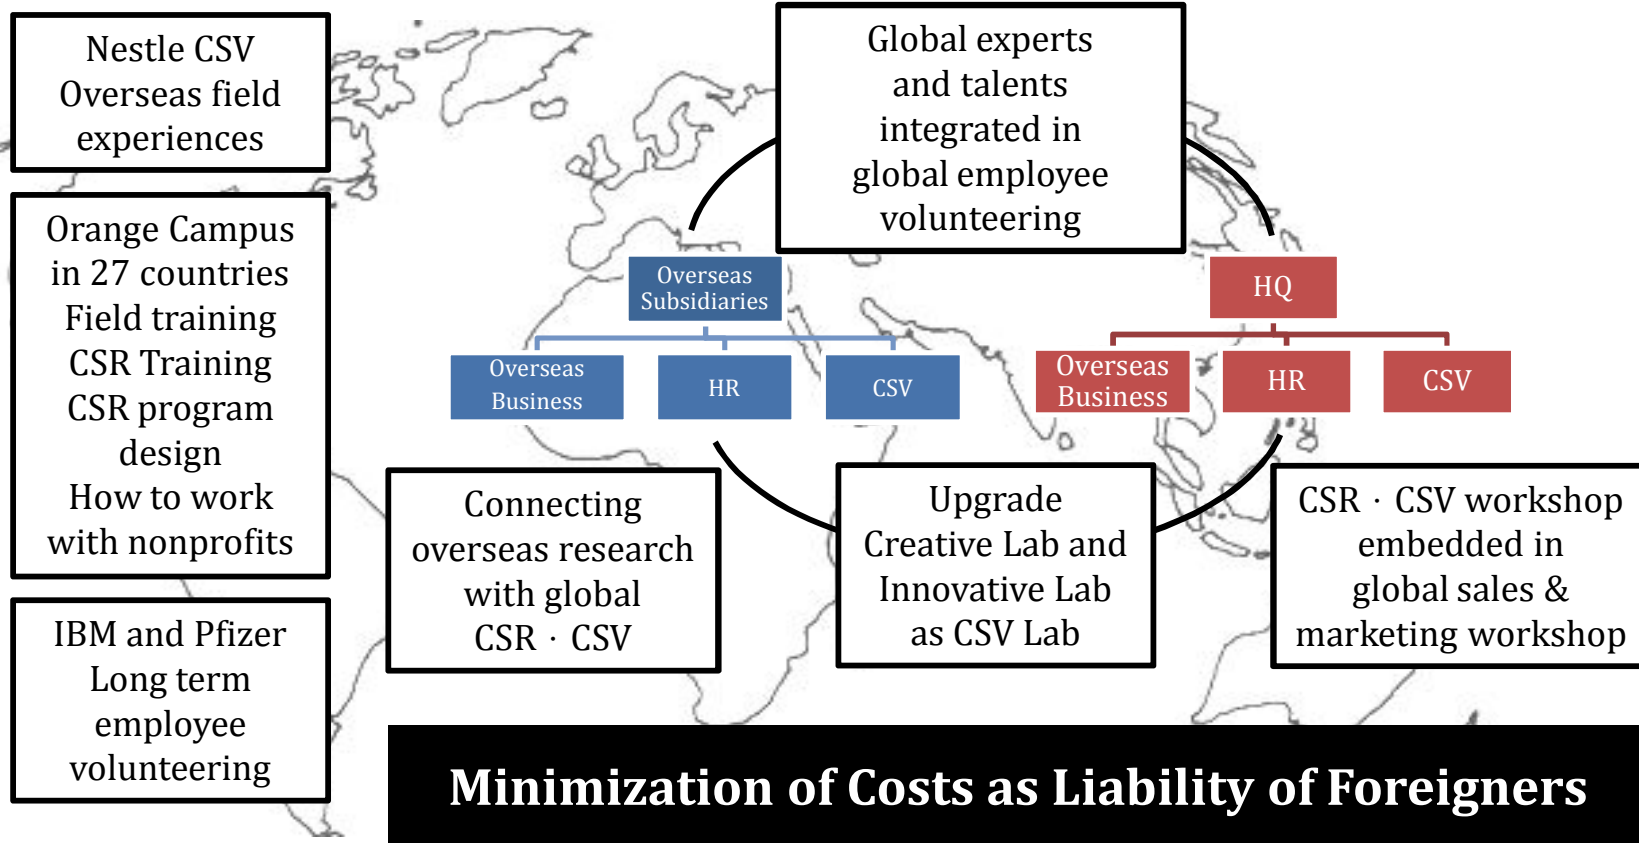 Nestle CSV
Overseas field
experiences
Orange Campus
in 27 countries
Field training
CSR Training
CSR program
design
How to work
with nonprofits
IBM and Pfizer
Long term
employee
volunteering
Global experts
and talents
integrated in
global employee
volunteering
Overseas
Subsidiaries
Overseas
Business
HR
CSV
HQ
Overseas
Business
HR
CSV
Connecting
overseas research
with global
CSR · CSV
Upgrade
Creative Lab and
Innovative Lab
as CSV Lab
CSR · CSV workshop
embedded in
global sales &
marketing workshop
Minimization of Costs as Liability of Foreigners